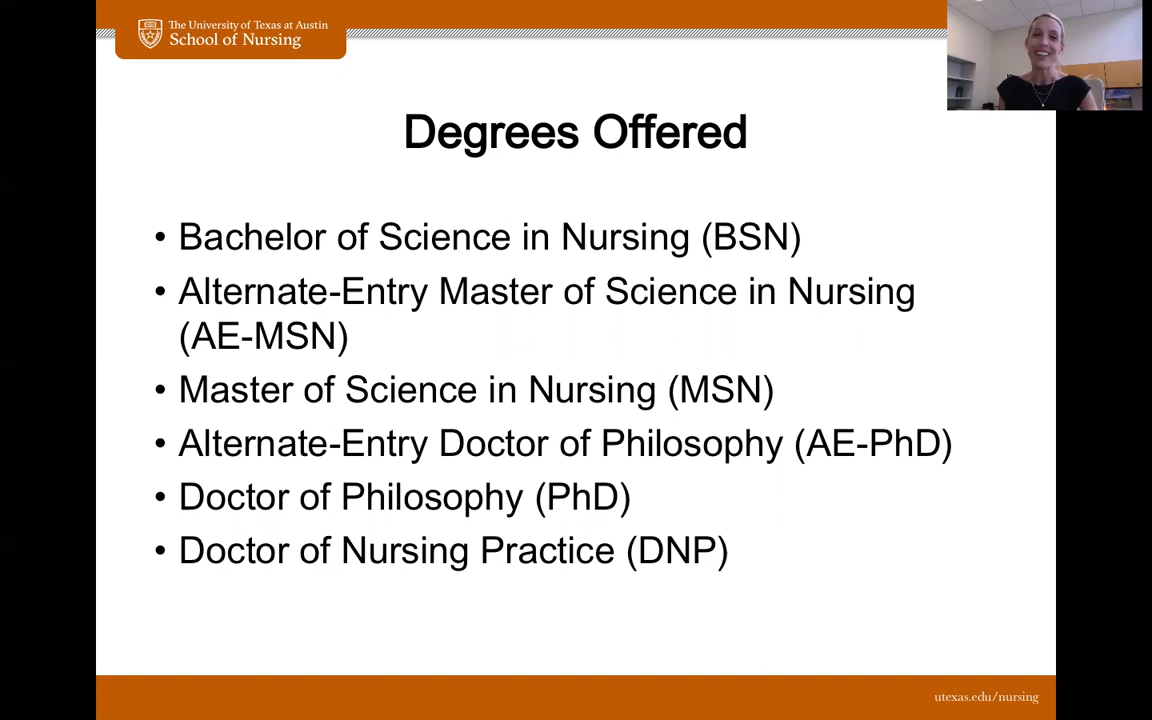 The University of Texas at Austin
School of Nursing
Degrees Offered
• Bachelor of Science in Nursing (BSN)
• Alternate-Entry Master of Science in Nursing
(AE-MSN)
• Master of Science in Nursing (MSN)
• Alternate-Entry Doctor of Philosophy (AE-PhD)
• Doctor of Philosophy (PhD)
• Doctor of Nursing Practice (DNP)
utexas.edu/nursing